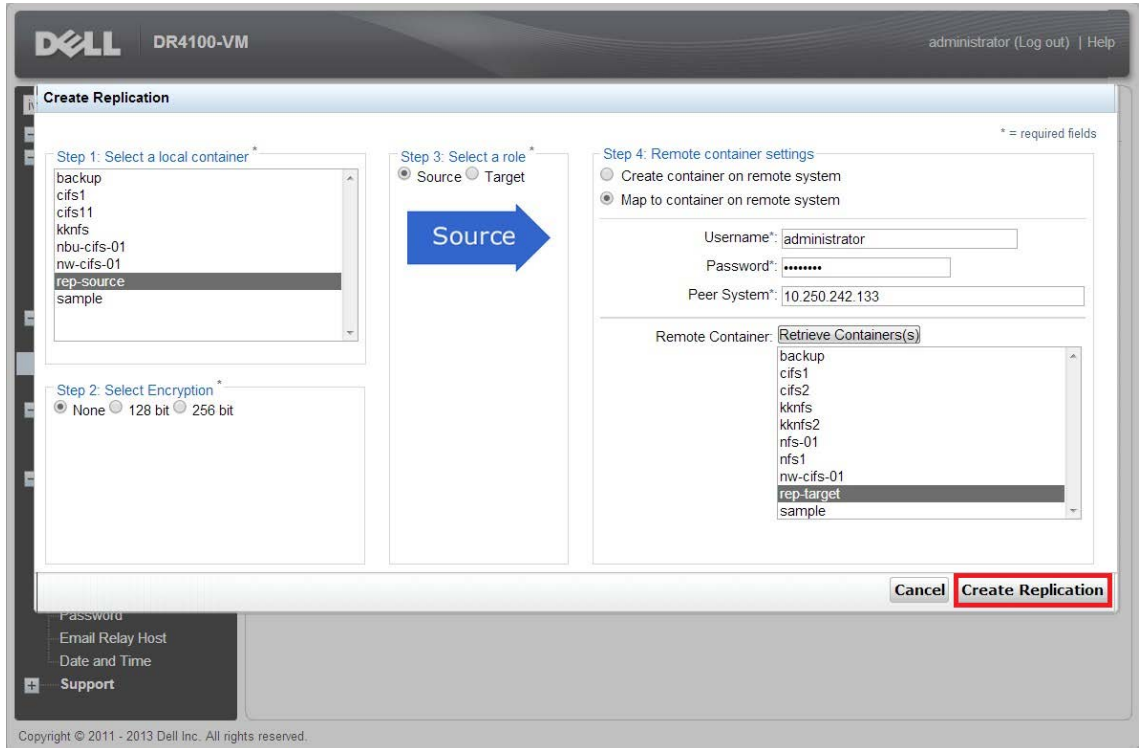 DELL
DR4100-VM
administrator (Log out) | Help
Create Replication
* = required fields
Step 1: Select a local container *
backup
cifs1
cifs11
kknfs
nbu-cifs-01
nw-cifs-01
rep-source
sample
Step 2: Select Encryption *
None 128 bit 256 bit
Step 3: Select a role *
Source Target
Source
Step 4: Remote container settings
Create container on remote system
Map to container on remote system
Username*: administrator
Password*: ••••••••
Peer System*: 10.250.242.133
Remote Container: Retrieve Containers(s)
backup
cifs1
cifs2
kknfs
kknfs2
nfs-01
nfs1
nw-cifs-01
rep-target
sample
Cancel Create Replication
Password
Email Relay Host
Date and Time
Support
Copyright © 2011 - 2013 Dell Inc. All rights reserved.